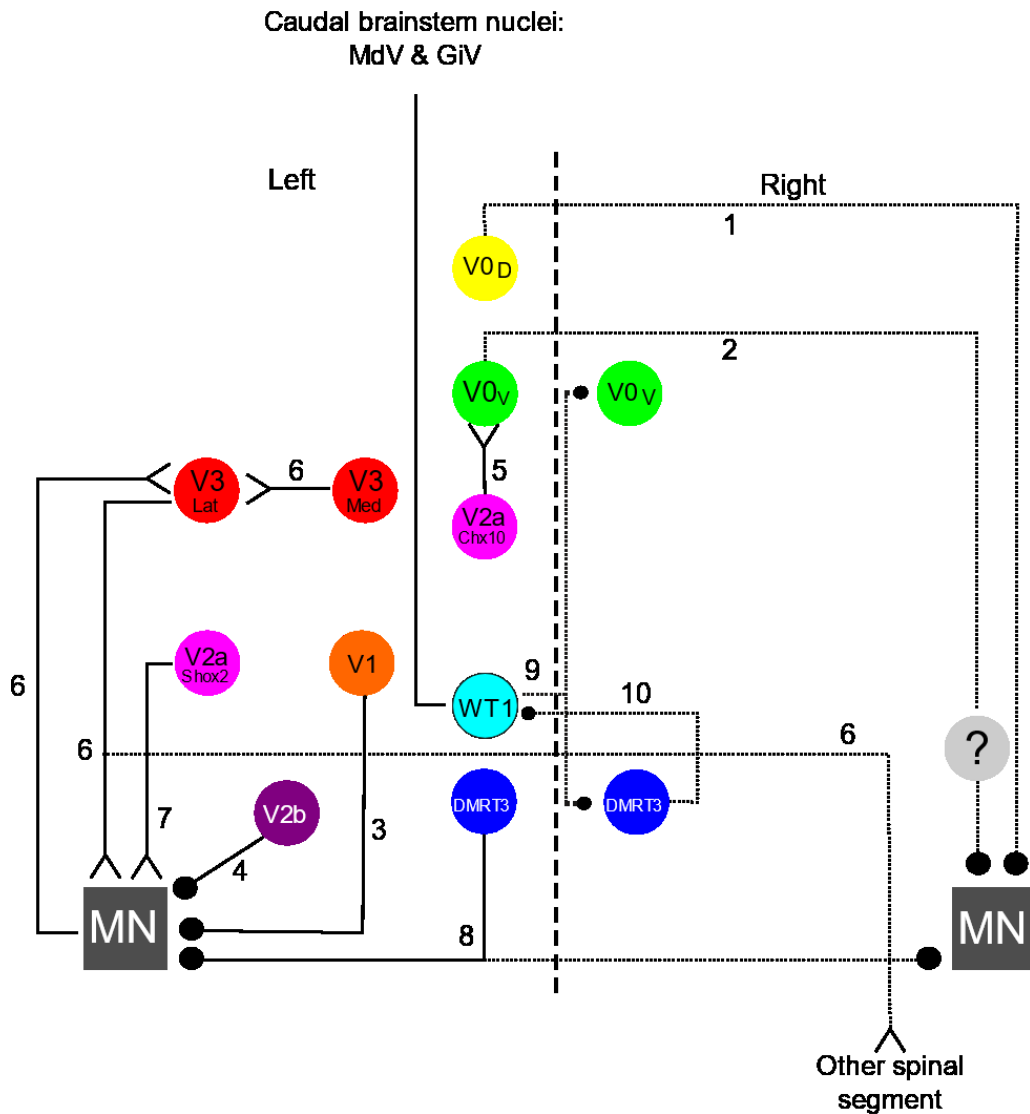 Caudal brainstem nuclei:
MdV & GiV
Left
Right
1
V0D
2
V0V
V0V
V3
Lat
6
V3
Med
5
V2a
Chx10
V2a
Shox2
V1
6
9
WT1
10
6
6
?
DMRT3
DMRT3
V2b
7
3
4
MN
8
MN
Other spinal
segment